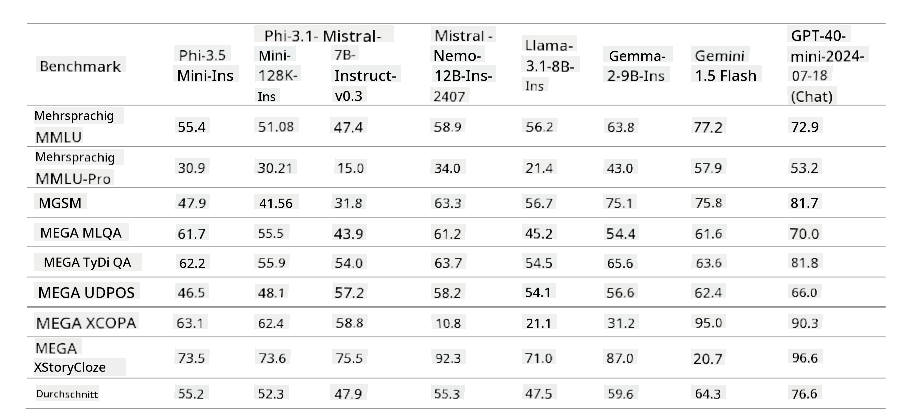 Benchmark Phi-3.5 Mini-Ins Phi-3.1-Mini-128K-Ins Mistral-7B-Instruct-v0.3 Mistral - Nemo-12B-Ins-2407 Llama-3.1-8B-Ins Gemma-2-9B-Ins Gemini 1.5 Flash GPT-40-mini-2024-07-18 (Chat)
Mehrsprachig MMLU 55.4 51.08 47.4 58.9 56.2 63.8 77.2 72.9
Mehrsprachig MMLU-Pro 30.9 30.21 15.0 34.0 21.4 43.0 57.9 53.2
MGSM 47.9 41.56 31.8 63.3 56.7 75.1 75.8 81.7
MEGA MLQA 61.7 55.5 43.9 61.2 45.2 54.4 61.6 70.0
MEGA TyDi QA 62.2 55.9 54.0 63.7 54.5 65.6 63.6 81.8
MEGA UDPOS 46.5 48.1 57.2 58.2 54.1 56.6 62.4 66.0
MEGA XCOPA 63.1 62.4 58.8 10.8 21.1 31.2 95.0 90.3
MEGA XStoryCloze 73.5 73.6 75.5 92.3 71.0 87.0 20.7 96.6
Durchschnitt 55.2 52.3 47.9 55.3 47.5 59.6 64.3 76.6